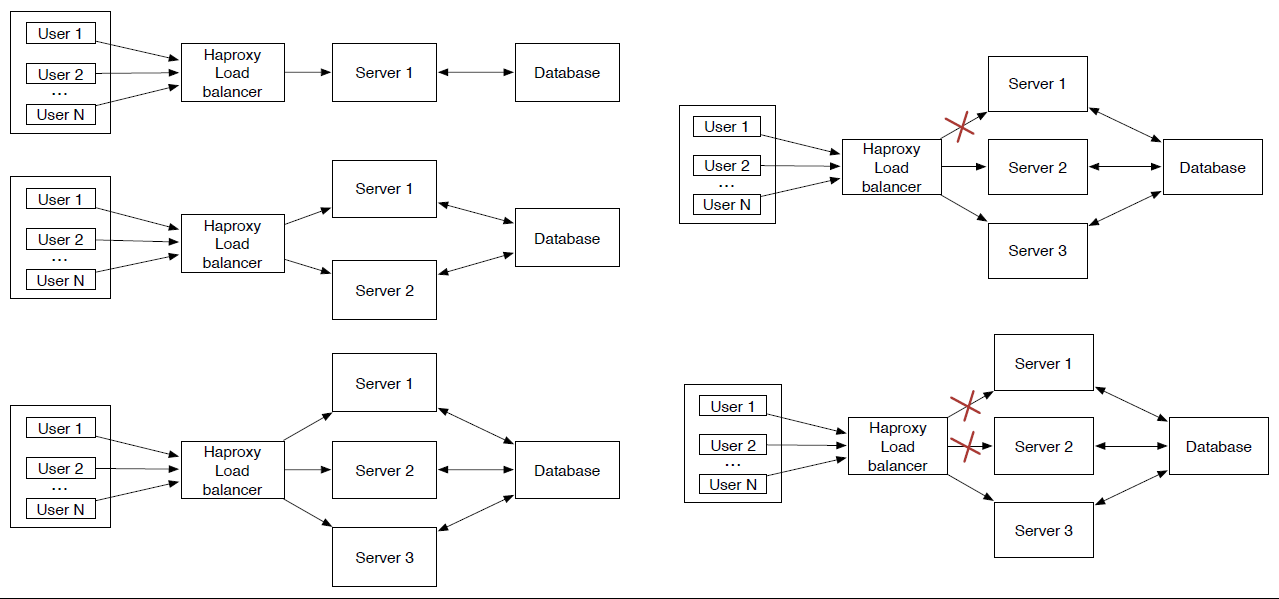 User 1
User 2
...
User N
Haproxy
Load
balancer
Server 1
Database
User 1
User 2
...
User N
Haproxy
Load
balancer
Server 1
Server 2
Database
User 1
User 2
...
User N
Haproxy
Load
balancer
Server 1
Server 2
Server 3
Database
User 1
User 2
...
User N
Haproxy
Load
balancer
Server 1
Server 2
Server 3
Database
User 1
User 2
...
User N
Haproxy
Load
balancer
Server 1
Server 2
Server 3
Database